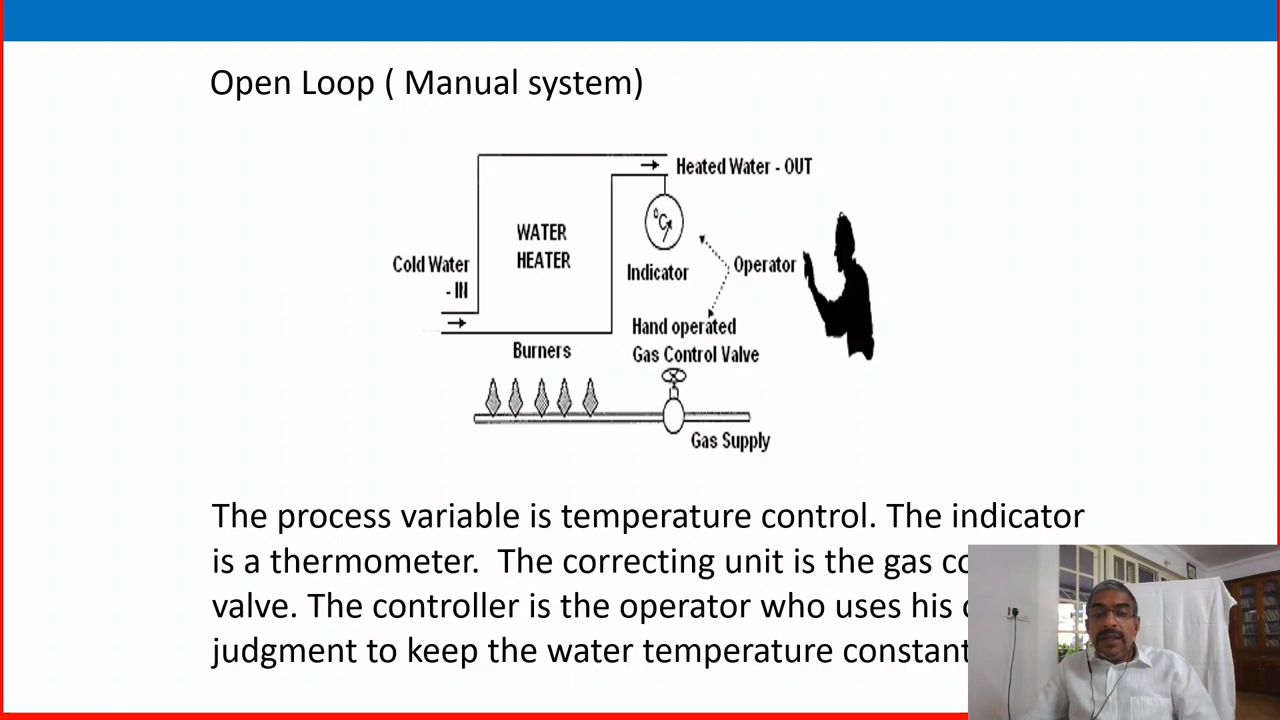 Open Loop ( Manual system)
Heated Water - OUT
WATER
HEATER
°C
Cold Water
- IN
Indicator
Operator
Hand operated
Gas Control Valve
Burners
Gas Supply
The process variable is temperature control. The indicator
is a thermometer.  The correcting unit is the gas
valve. The controller is the operator who uses his
judgment to keep the water temperature constant